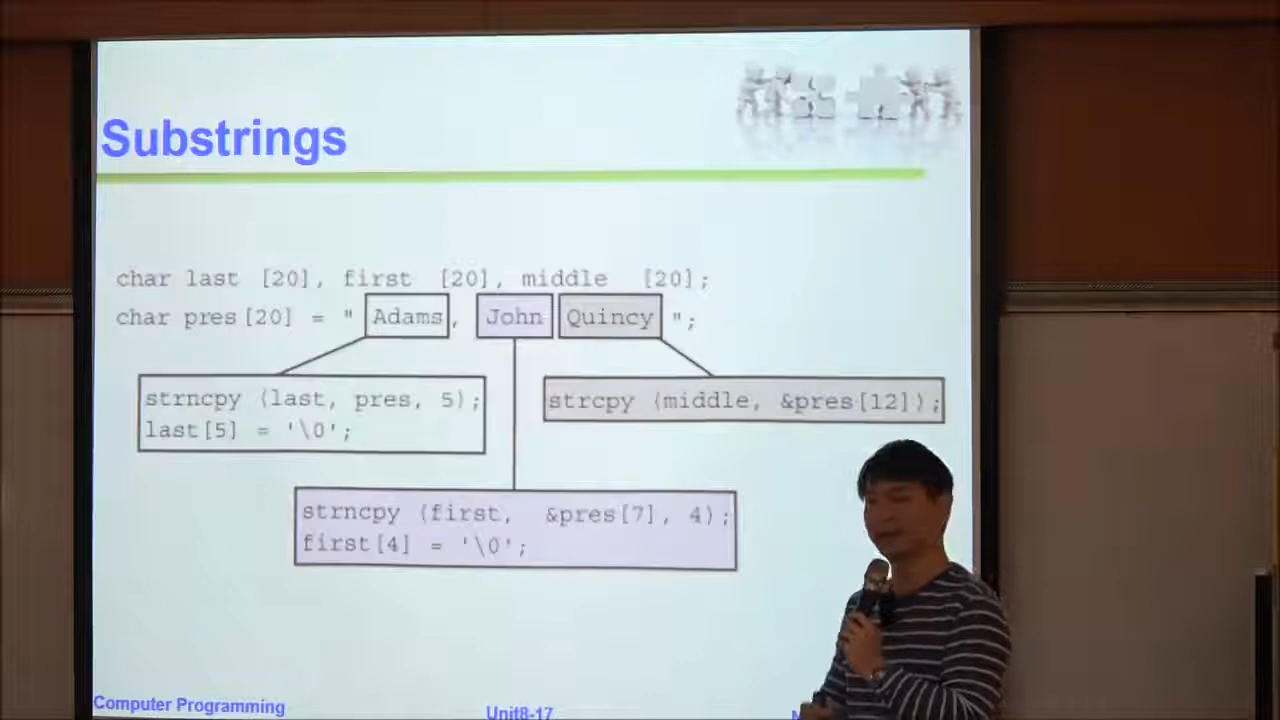 Substrings
char last [20], first [20], middle [20];
char pres[20] = " Adams, John Quincy ";
strncpy (last, pres, 5);
last[5] = '\0';
strcpy (middle, &pres[12]);
strncpy (first, &pres[7], 4);
first[4] = '\0';
Computer Programming
Unit8-17